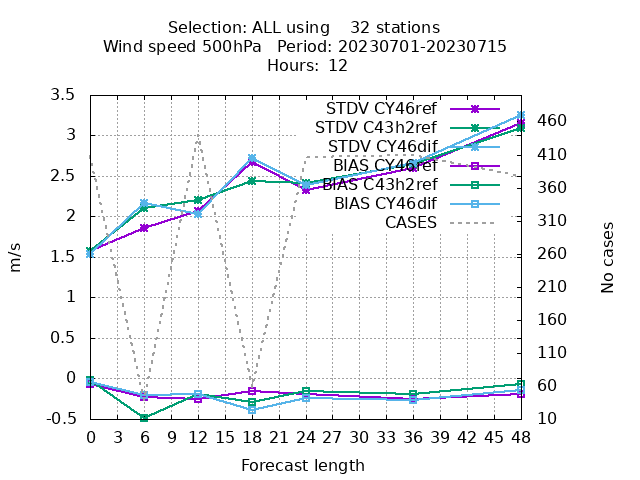 Selection: ALL using    32 stations
Wind speed 500hPa   Period: 20230701-20230715
Hours: 12
3.5
3
2.5
2
1.5
1
0.5
0
-0.5
m/s
STDV CY46ref
STDV C43h2ref
STDV CY46dif
BIAS CY46ref
BIAS C43h2ref
BIAS CY46dif
CASES
460
410
360
310
260
210
160
110
60
10
No cases
0 3 6 9 12 15 18 21 24 27 30 33 36 39 42 45 48
Forecast length